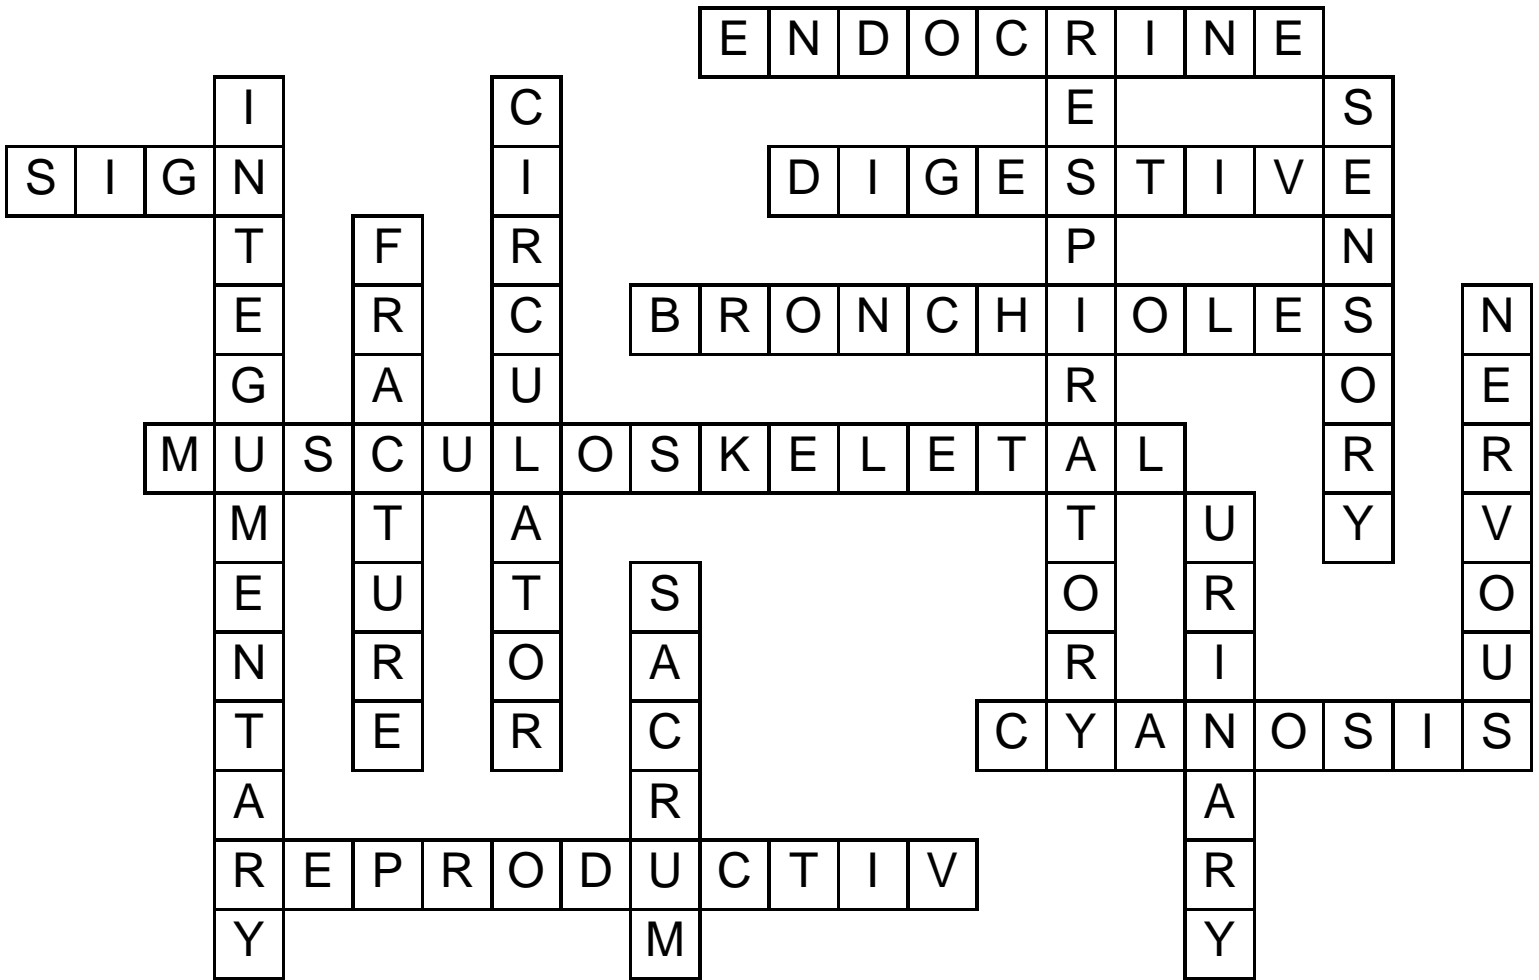 ENDOCRINE
INTEGUMENTARY
CIRCULATOR
RESPIRATORY
SENSORY
SIGN
DIGESTIVE
FRACTURE
BRONCHIOLES
NERVOUS
MUSCULOSKELETAL
URINARY
SACRUM
CYANOSIS
REPRODUCTIV